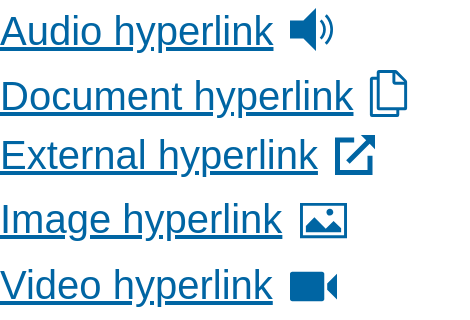 Audio hyperlink
Document hyperlink
External hyperlink
Image hyperlink
Video hyperlink